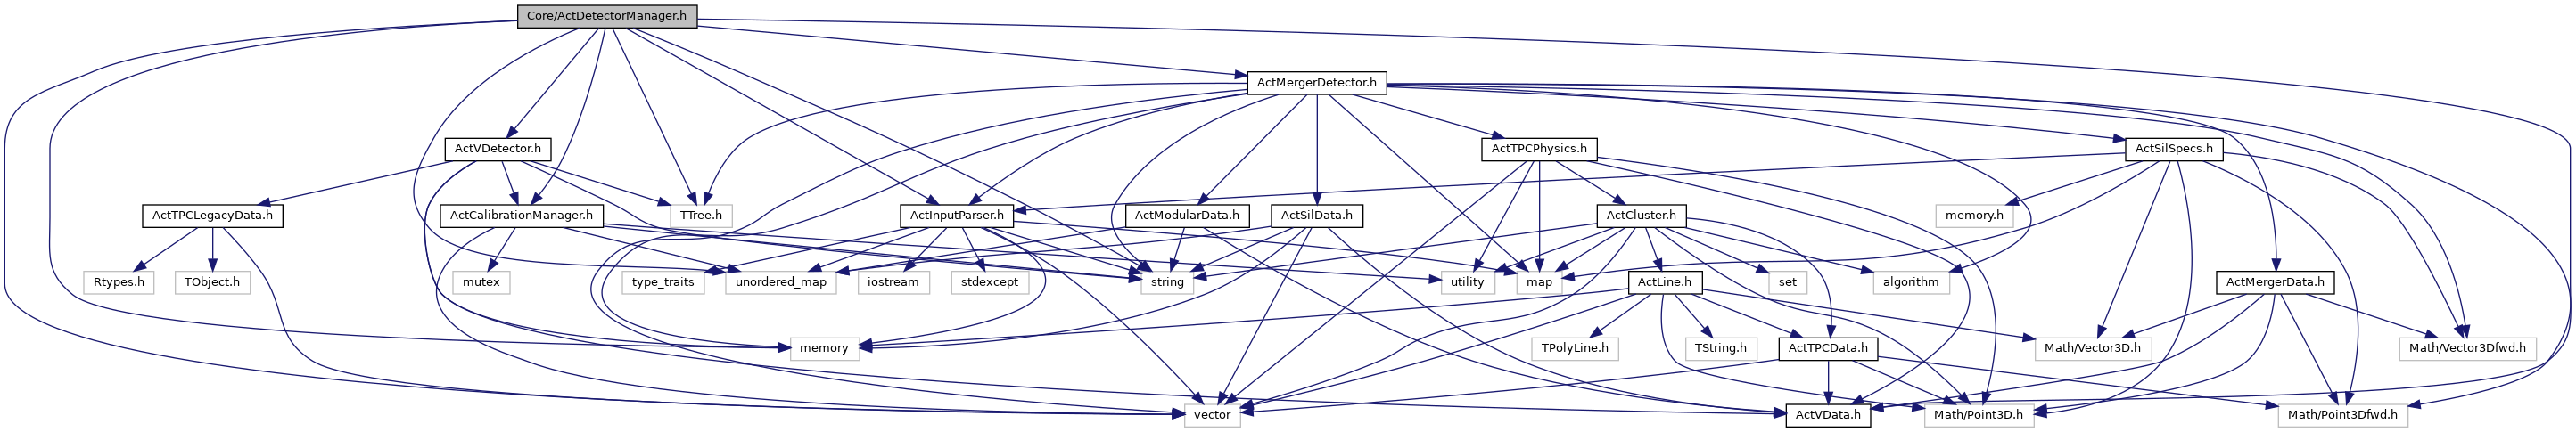 Core/ActDetectorManager.h
ActMergerDetector.h
ActVDetector.h
ActTPCPhysics.h
ActSilSpecs.h
ActTPCLegacyData.h
ActCalibrationManager.h
TTree.h
ActInputParser.h
ActModularData.h
ActSilData.h
ActCluster.h
memory.h
Rtypes.h
TObject.h
mutex
type_traits
unordered_map
iostream
stdexcept
string
utility
map
ActLine.h
set
algorithm
ActMergerData.h
memory
TPolyLine.h
TString.h
ActTPCData.h
Math/Vector3D.h
Math/Vector3Dfwd.h
vector
ActVData.h
Math/Point3D.h
Math/Point3Dfwd.h